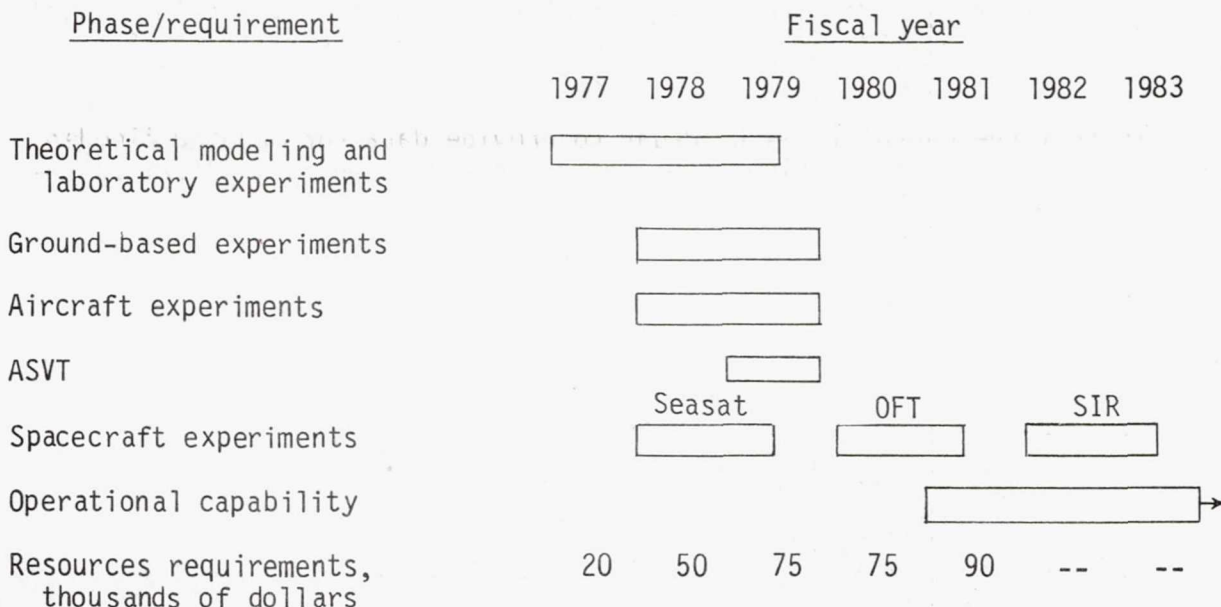 Phase/requirement Fiscal year
1977 1978 1979 1980 1981 1982 1983
Theoretical modeling and
laboratory experiments
Ground-based experiments
Aircraft experiments
ASVT
Seasat OFT SIR
Spacecraft experiments
Operational capability
Resources requirements, 20 50 75 75 90 -- --
thousands of dollars